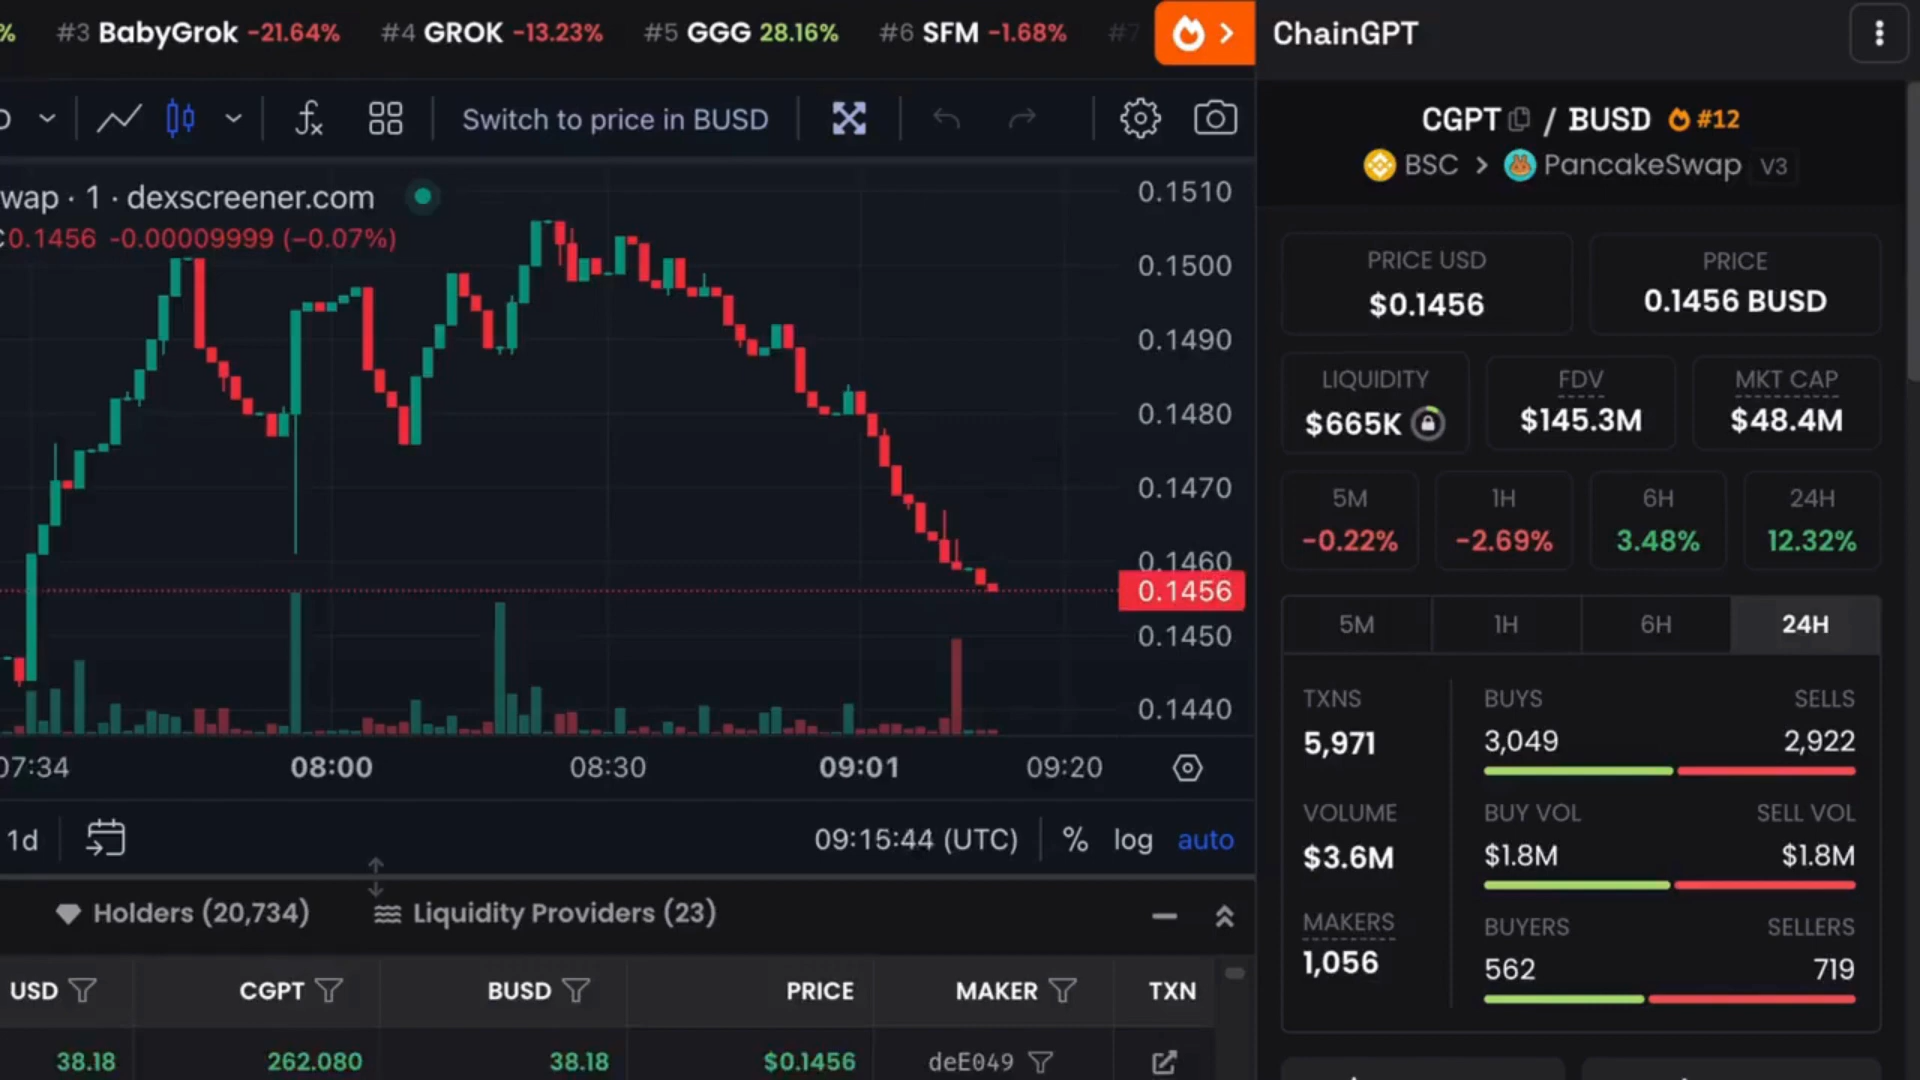 % #3 BabyGrok -21.64% #4 GROK -13.23% #5 GGG 28.16% #6 SFM -1.68% #7
ChainGPT
Switch to price in BUSD
wap · 1 · dexscreener.com
0.1456 -0.00009999 (−0.07%)
0.1510
0.1500
0.1490
0.1480
0.1470
0.1460
0.1456
0.1450
0.1440
07:34 08:00 08:30 09:01 09:20
1d 09:15:44 (UTC) % log auto
Holders (20,734) Liquidity Providers (23)
USD CGPT BUSD PRICE MAKER TXN
38.18 262.080 38.18 $0.1456 deE049
CGPT / BUSD #12
BSC > PancakeSwap V3
PRICE USD PRICE
$0.1456 0.1456 BUSD
LIQUIDITY FDV MKT CAP
$665K $145.3M $48.4M
5M 1H 6H 24H
-0.22% -2.69% 3.48% 12.32%
5M 1H 6H 24H
TXNS BUYS SELLS
5,971 3,049 2,922
VOLUME BUY VOL SELL VOL
$3.6M $1.8M $1.8M
MAKERS BUYERS SELLERS
1,056 562 719